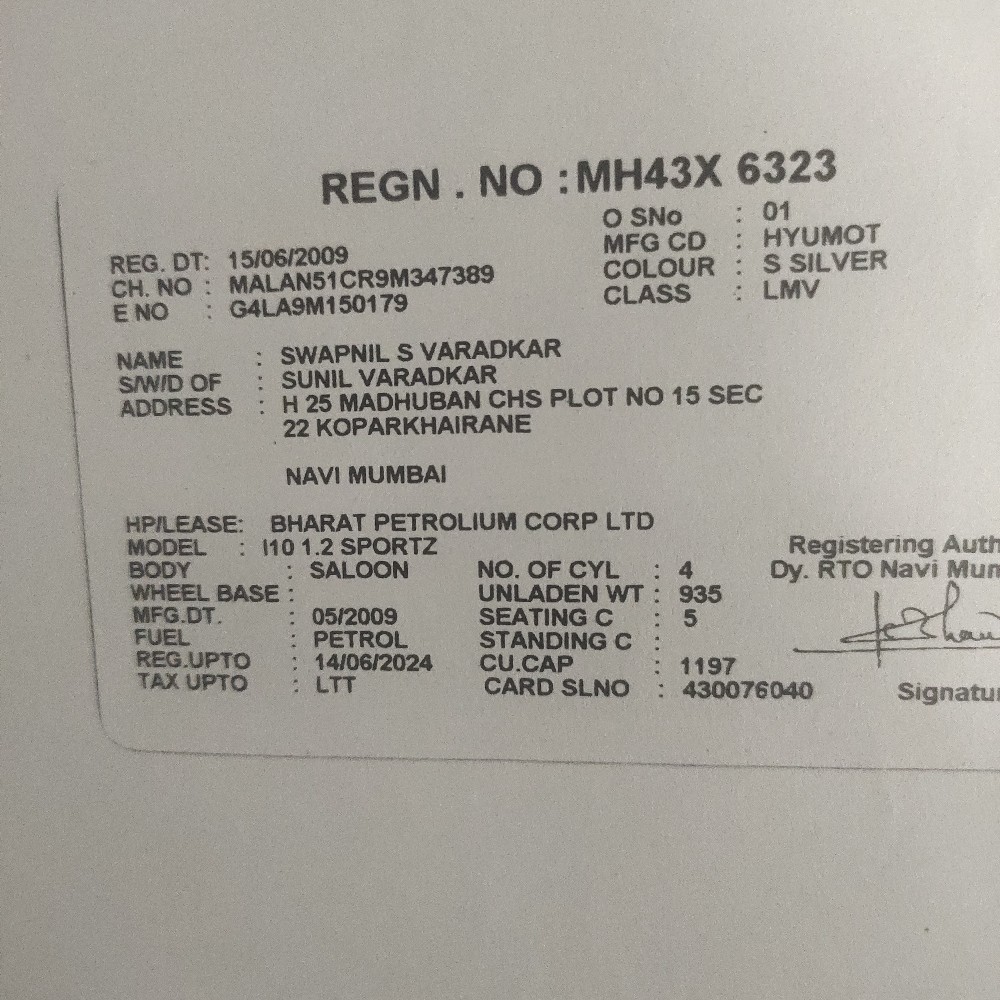 REGN . NO : MH43X 6323
O SNo : 01
MFG CD : HYUMOT
COLOUR : S SILVER
CLASS : LMV
REG. DT: 15/06/2009
CH. NO : MALAN51CR9M347389
E NO : G4LA9M150179
NAME : SWAPNIL S VARADKAR
S/W/D OF : SUNIL VARADKAR
ADDRESS : H 25 MADHUBAN CHS PLOT NO 15 SEC
22 KOPARKHAIRANE
NAVI MUMBAI
HP/LEASE: BHARAT PETROLIUM CORP LTD
MODEL : I10 1.2 SPORTZ
BODY : SALOON
WHEEL BASE :
MFG.DT. : 05/2009
FUEL : PETROL
REG.UPTO : 14/06/2024
TAX UPTO : LTT
NO. OF CYL : 4
UNLADEN WT : 935
SEATING C : 5
STANDING C :
CU.CAP : 1197
CARD SLNO : 430076040
Registering Auth
Dy. RTO Navi Mum
Signatu